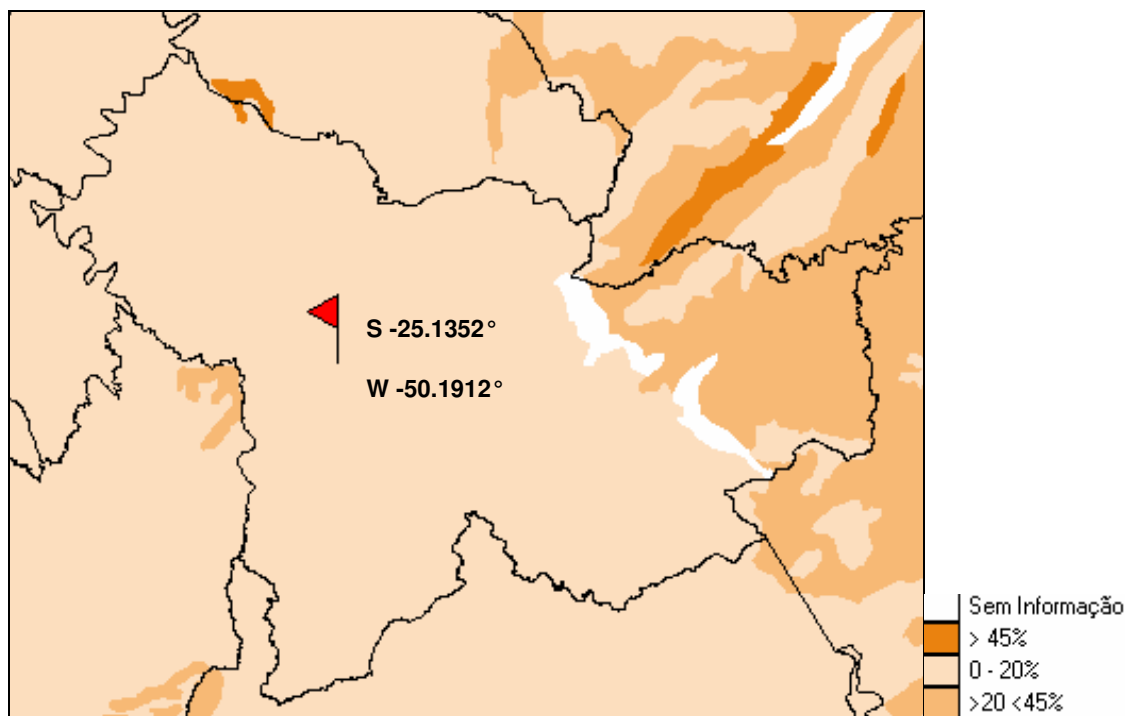 S -25.1352°
W -50.1912°
Sem Informação
> 45%
0 - 20%
>20 <45%